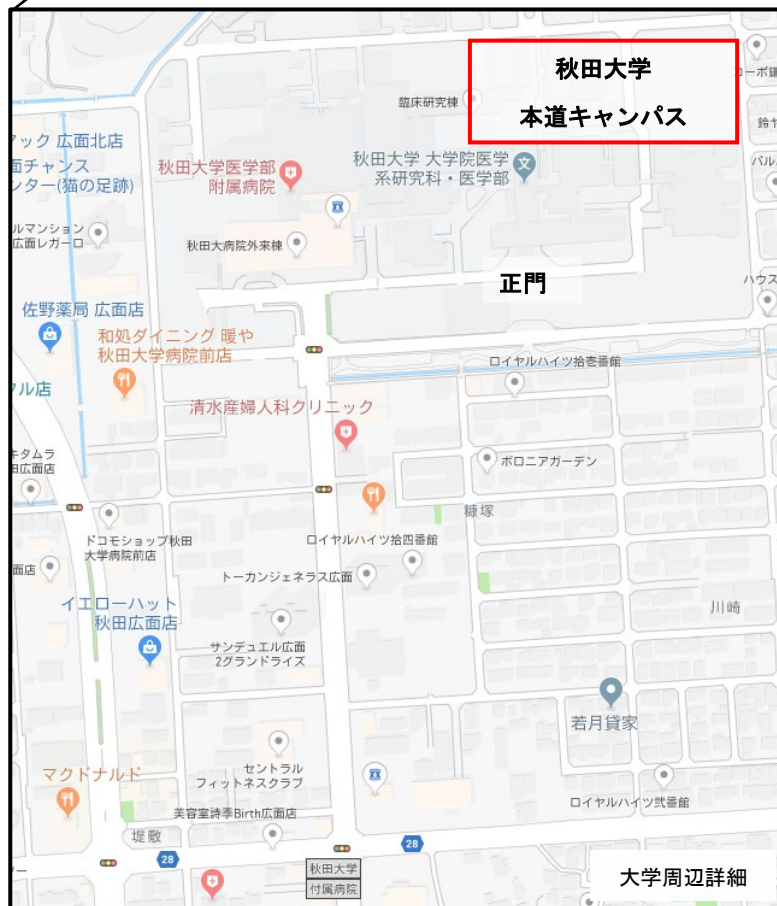 秋田大学
本道キャンパス
コーポ鎌
臨床研究棟
鈴ヤ
アック 広面北店
面チャンス
ンター(猫の足跡)
秋田大学医学部
附属病院
秋田大学 大学院医学
系研究科・医学部
文
バル
ルマンション
広面レガーロ
秋田大病院外来棟
正門
ハウス
佐野薬局 広面店
和処ダイニング 暖や
秋田大学病院前店
ロイヤルハイツ拾壱番館
クル店
清水産婦人科クリニック
キタムラ
田広面店
ボロニアガーデン
糠塚
ドコモショップ秋田
大学病院前店
ロイヤルハイツ拾四番館
面店
トーカンジェネラス広面
イエローハット
秋田広面店
川崎
サンデュエル広面
2グランドライズ
若月貸家
セントラル
フィットネスクラブ
マクドナルド
ロイヤルハイツ弐番館
美容室詩季Birth広面店
堤敷
28
28
秋田大学
付属病院
大学周辺詳細